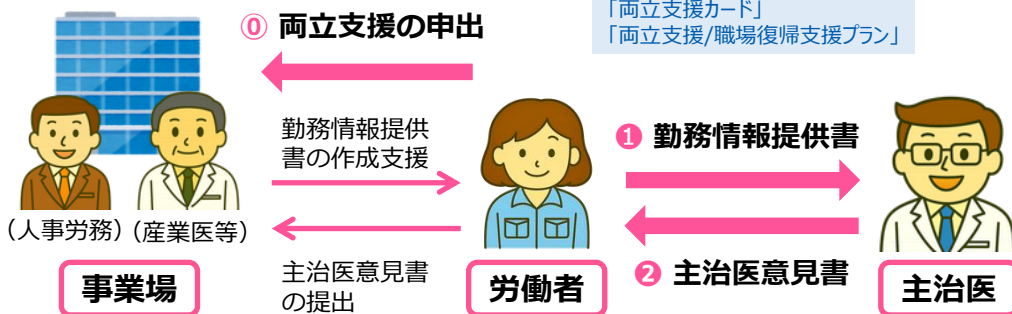 「両立支援カード」
「両立支援/職場復帰支援プラン」
⓪ 両立支援の申出
勤務情報提供
書の作成支援
❶ 勤務情報提供書
(人事労務)
(産業医等)
主治医意見書
の提出
❷ 主治医意見書
事業場
労働者
主治医